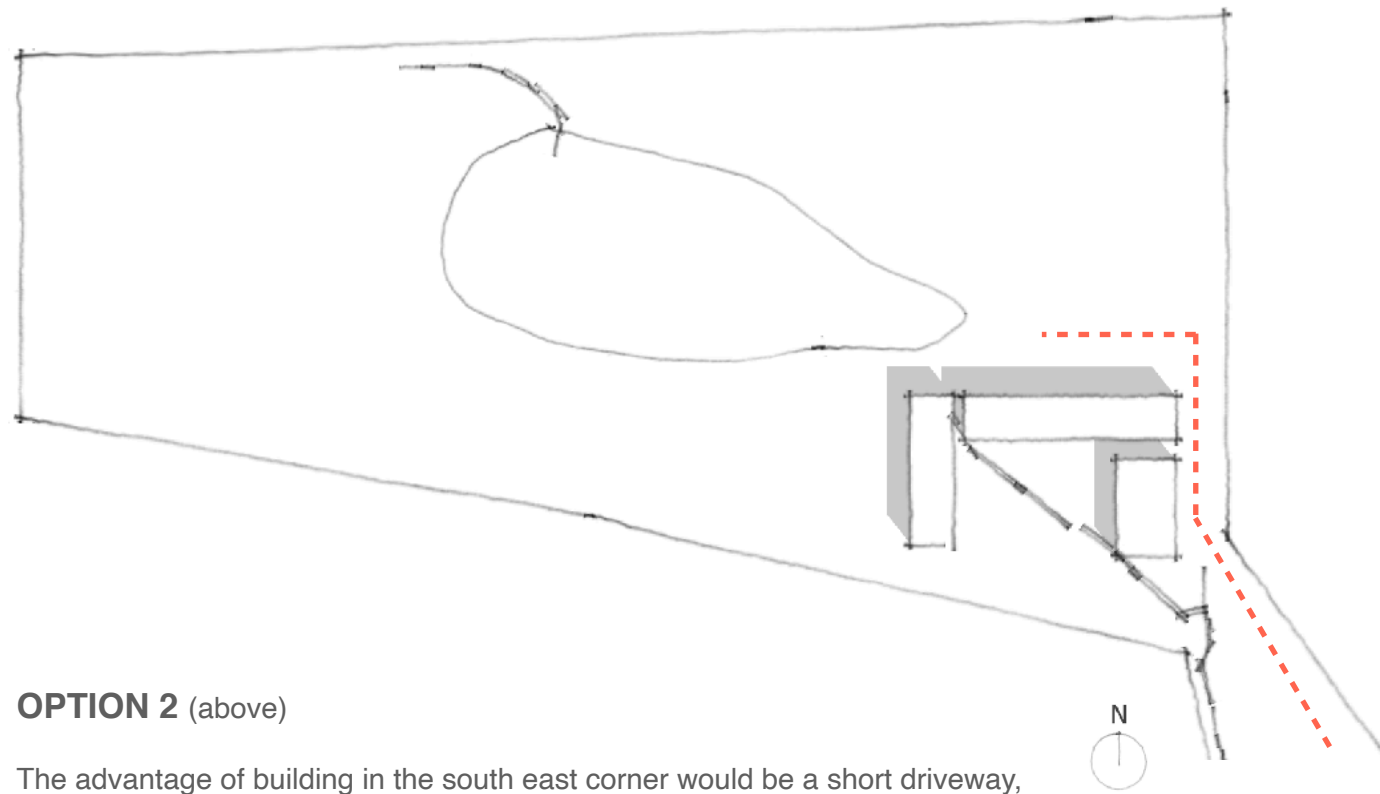 N
OPTION 2 (above)
The advantage of building in the south east corner would be a short driveway,